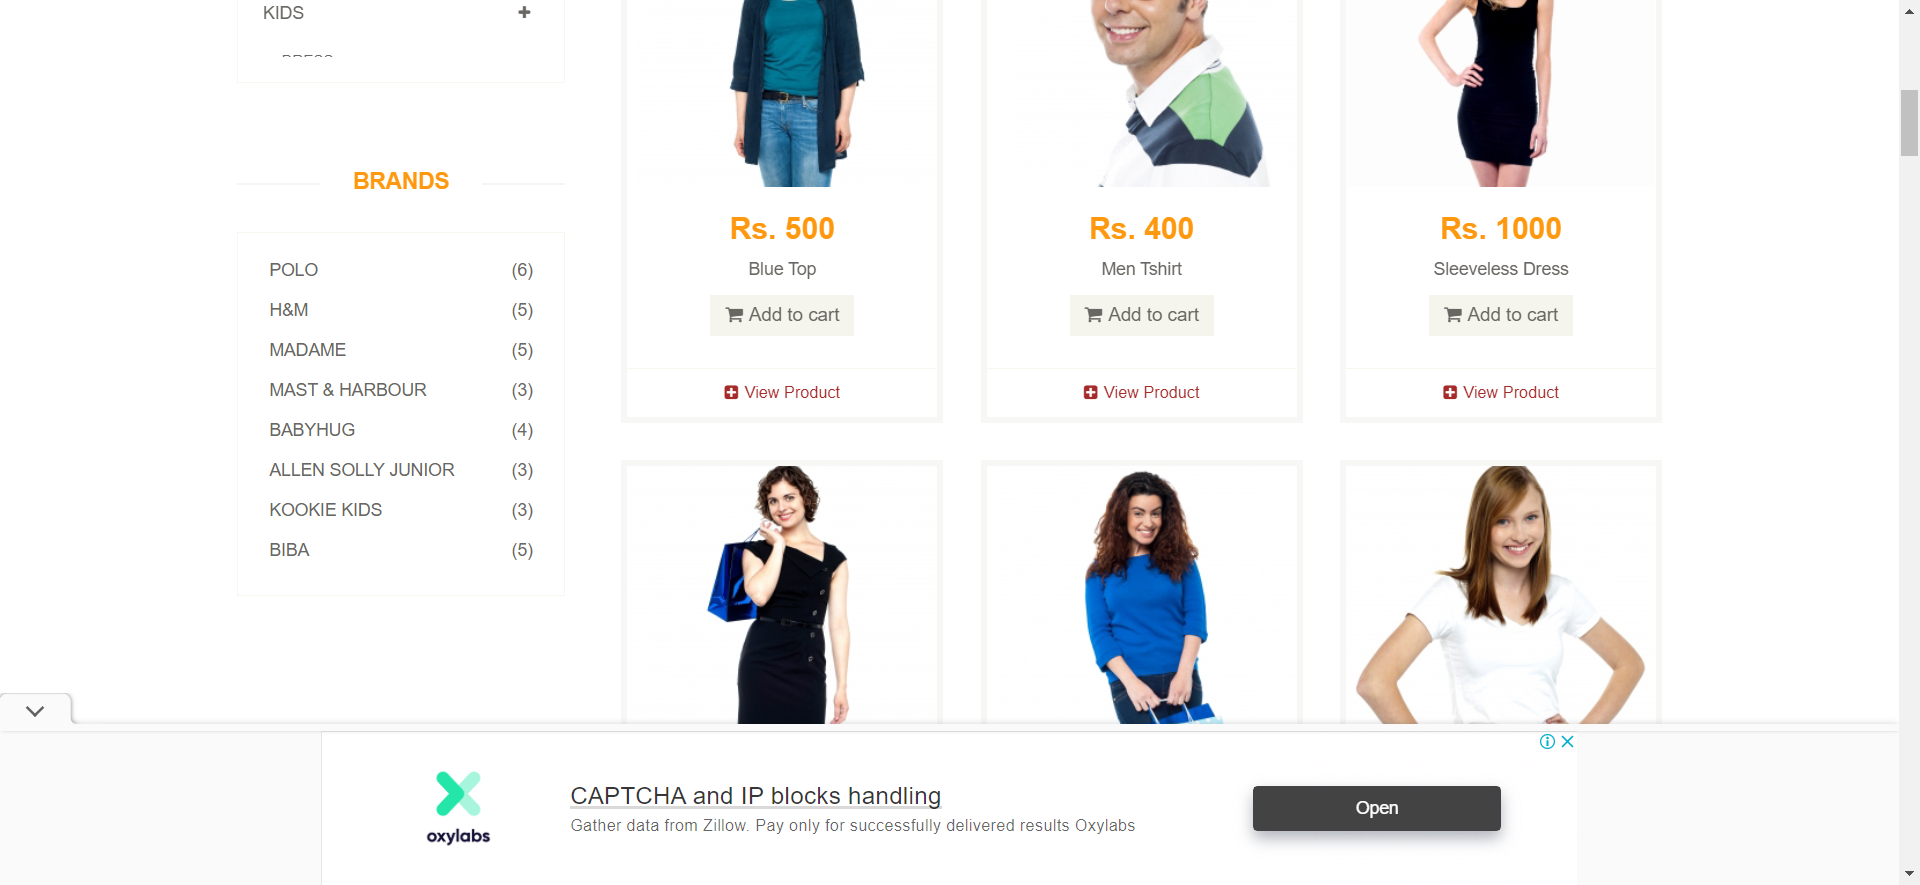 KIDS
BRANDS
POLO (6)
H&M (5)
MADAME (5)
MAST & HARBOUR (3)
BABYHUG (4)
ALLEN SOLLY JUNIOR (3)
KOOKIE KIDS (3)
BIBA (5)
Rs. 500
Blue Top
Add to cart
View Product
Rs. 400
Men Tshirt
Add to cart
View Product
Rs. 1000
Sleeveless Dress
Add to cart
View Product
oxylabs
CAPTCHA and IP blocks handling
Gather data from Zillow. Pay only for successfully delivered results Oxylabs
Open